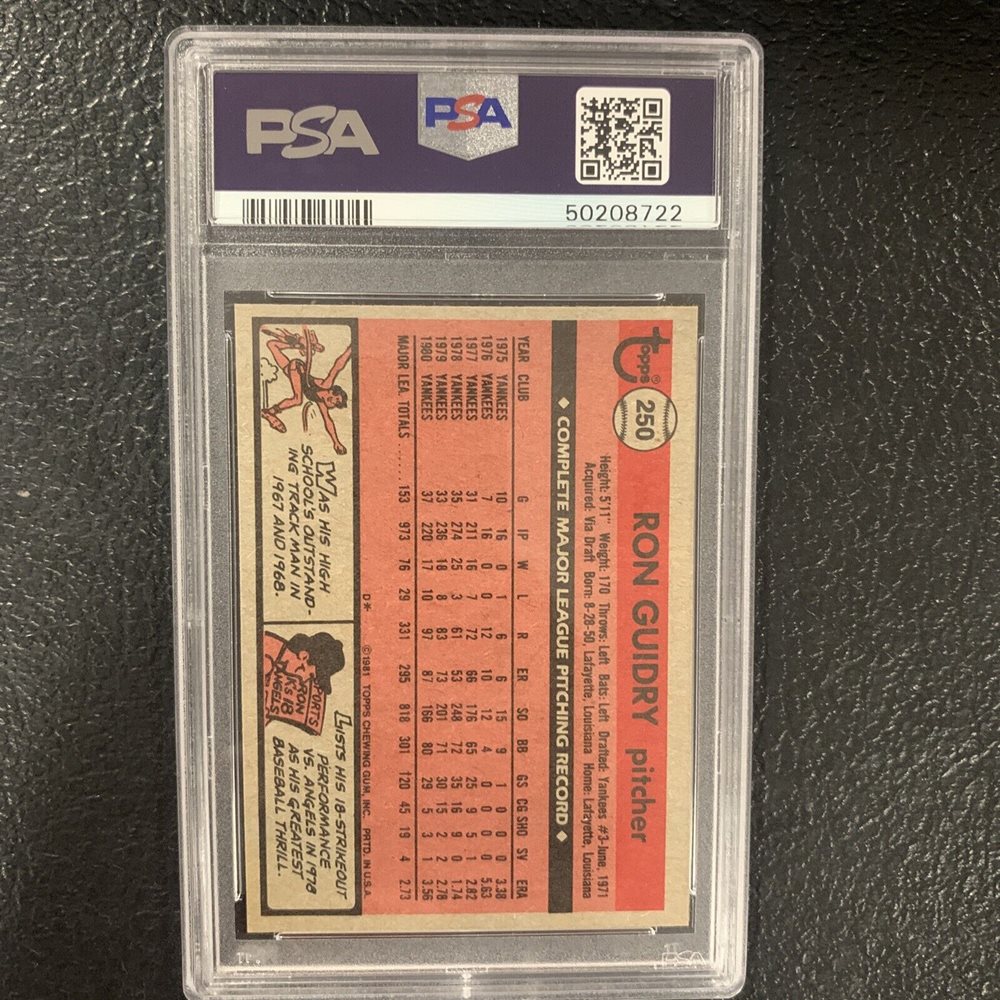 PSA
PSA
50208722
Topps®
250
RON GUIDRY pitcher
Height: 5'11" Weight: 170 Throws: Left Bats: Left Drafted: Yankees #3-June, 1971
Acquired: Via Draft Born: 8-28-50, Lafayette, Louisiana Home: Lafayette, Louisiana
◆ COMPLETE MAJOR LEAGUE PITCHING RECORD ◆
YEAR CLUB G IP W L R ER SO BB GS CG SHO SV ERA
1975 YANKEES 10 16 0 1 6 6 15 9 1 0 0 0 3.38
1976 YANKEES 7 16 0 0 12 10 12 4 0 0 0 0 5.63
1977 YANKEES 31 211 16 7 72 66 176 65 25 9 5 1 2.82
1978 YANKEES 35 274 25 3 61 53 248 72 35 16 9 0 1.74
1979 YANKEES 33 236 18 8 83 73 201 71 30 15 2 2 2.78
1980 YANKEES 37 220 17 10 97 87 166 80 29 5 3 1 3.56
MAJOR LEA. TOTALS ..... 153 973 76 29 331 295 818 301 120 45 19 4 2.73
D* ©1981 TOPPS CHEWING GUM, INC. PRTD. IN U.S.A.
WAS HIS HIGH
SCHOOL'S OUTSTAND-
ING TRACK MAN IN
1967 AND 1968.
SPORTS
RON
K'S 18
ANGELS
LISTS HIS 18-STRIKEOUT
PERFORMANCE
VS. ANGELS IN 1978
AS HIS GREATEST
BASEBALL THRILL.
PSA